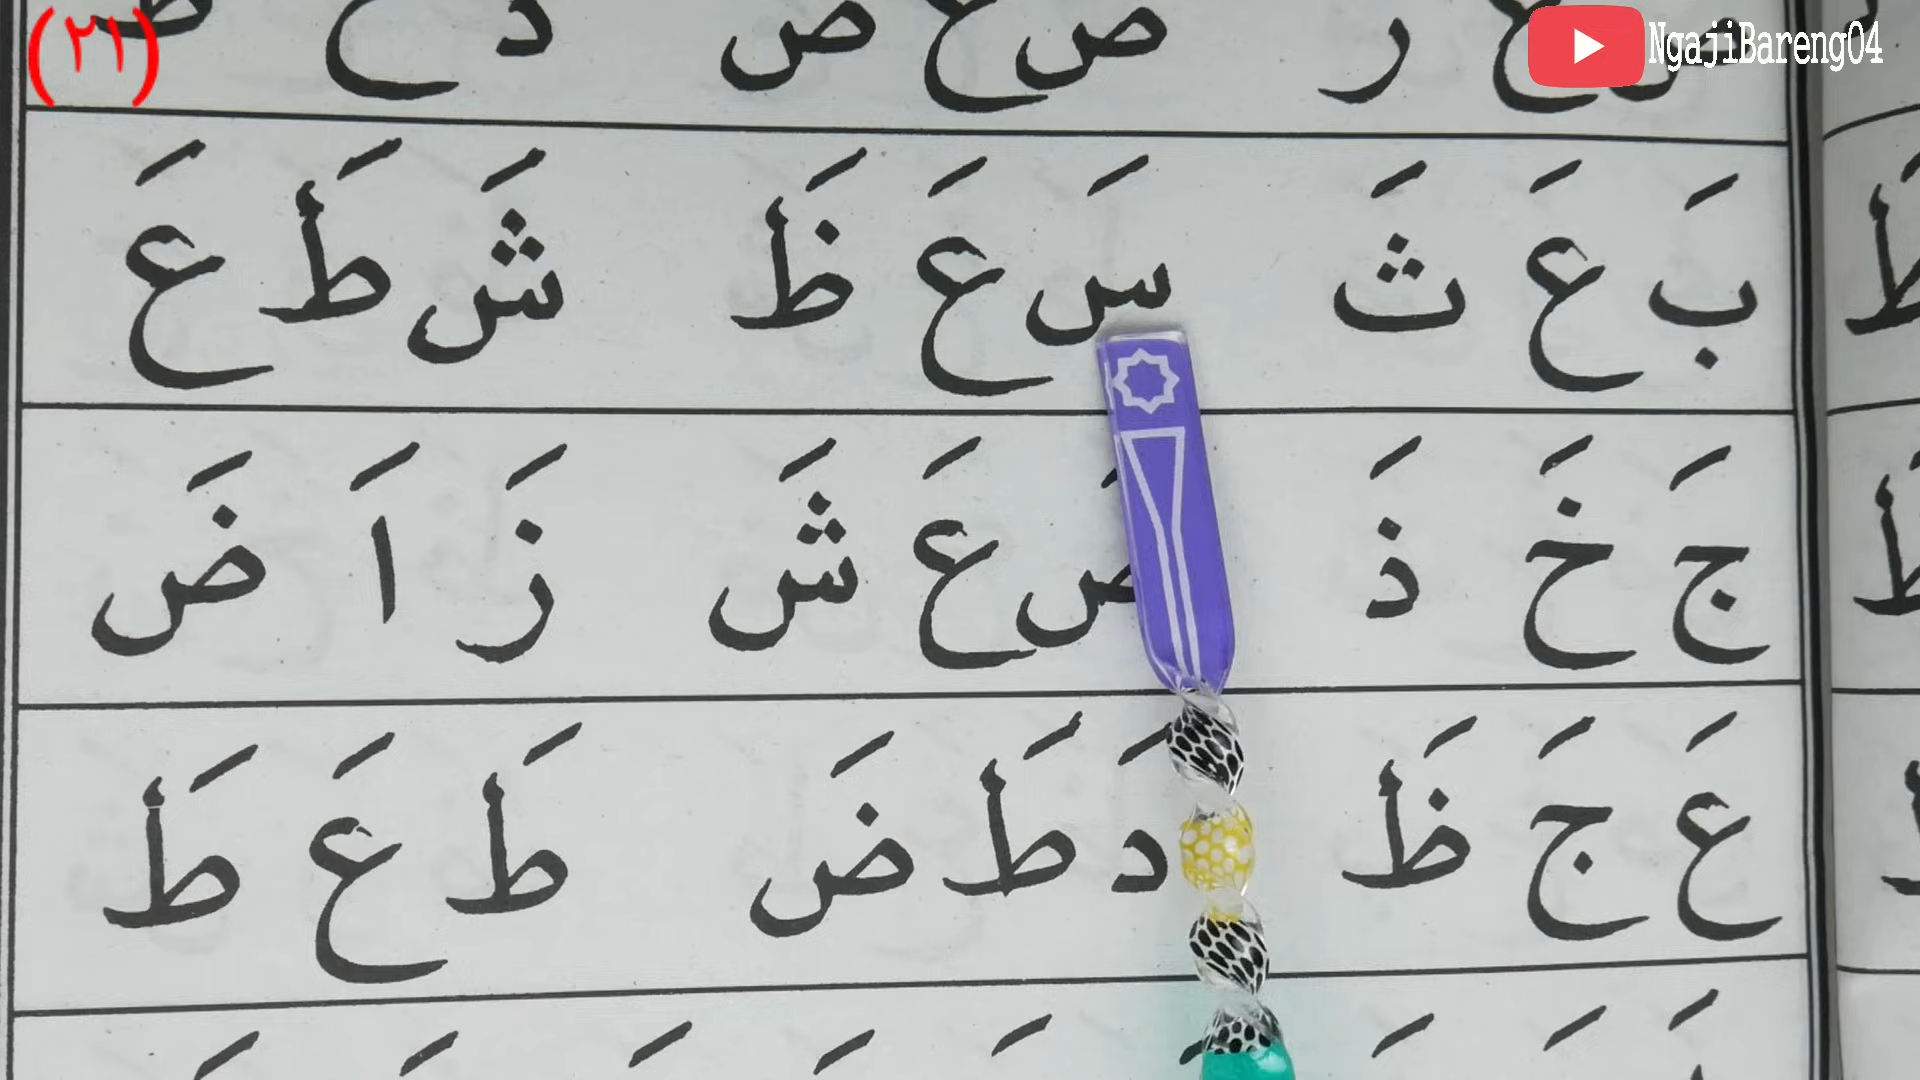 (٢١)
NgajiBareng04
ص ع ص
بَ عَ ثَ سَ عَ ظَ شَ طَ عَ
جَ خَ ذَ صَ عَ شَ زَ اَ ضَ
عَ جَ ظَ دَ طَ ضَ طَ عَ طَ